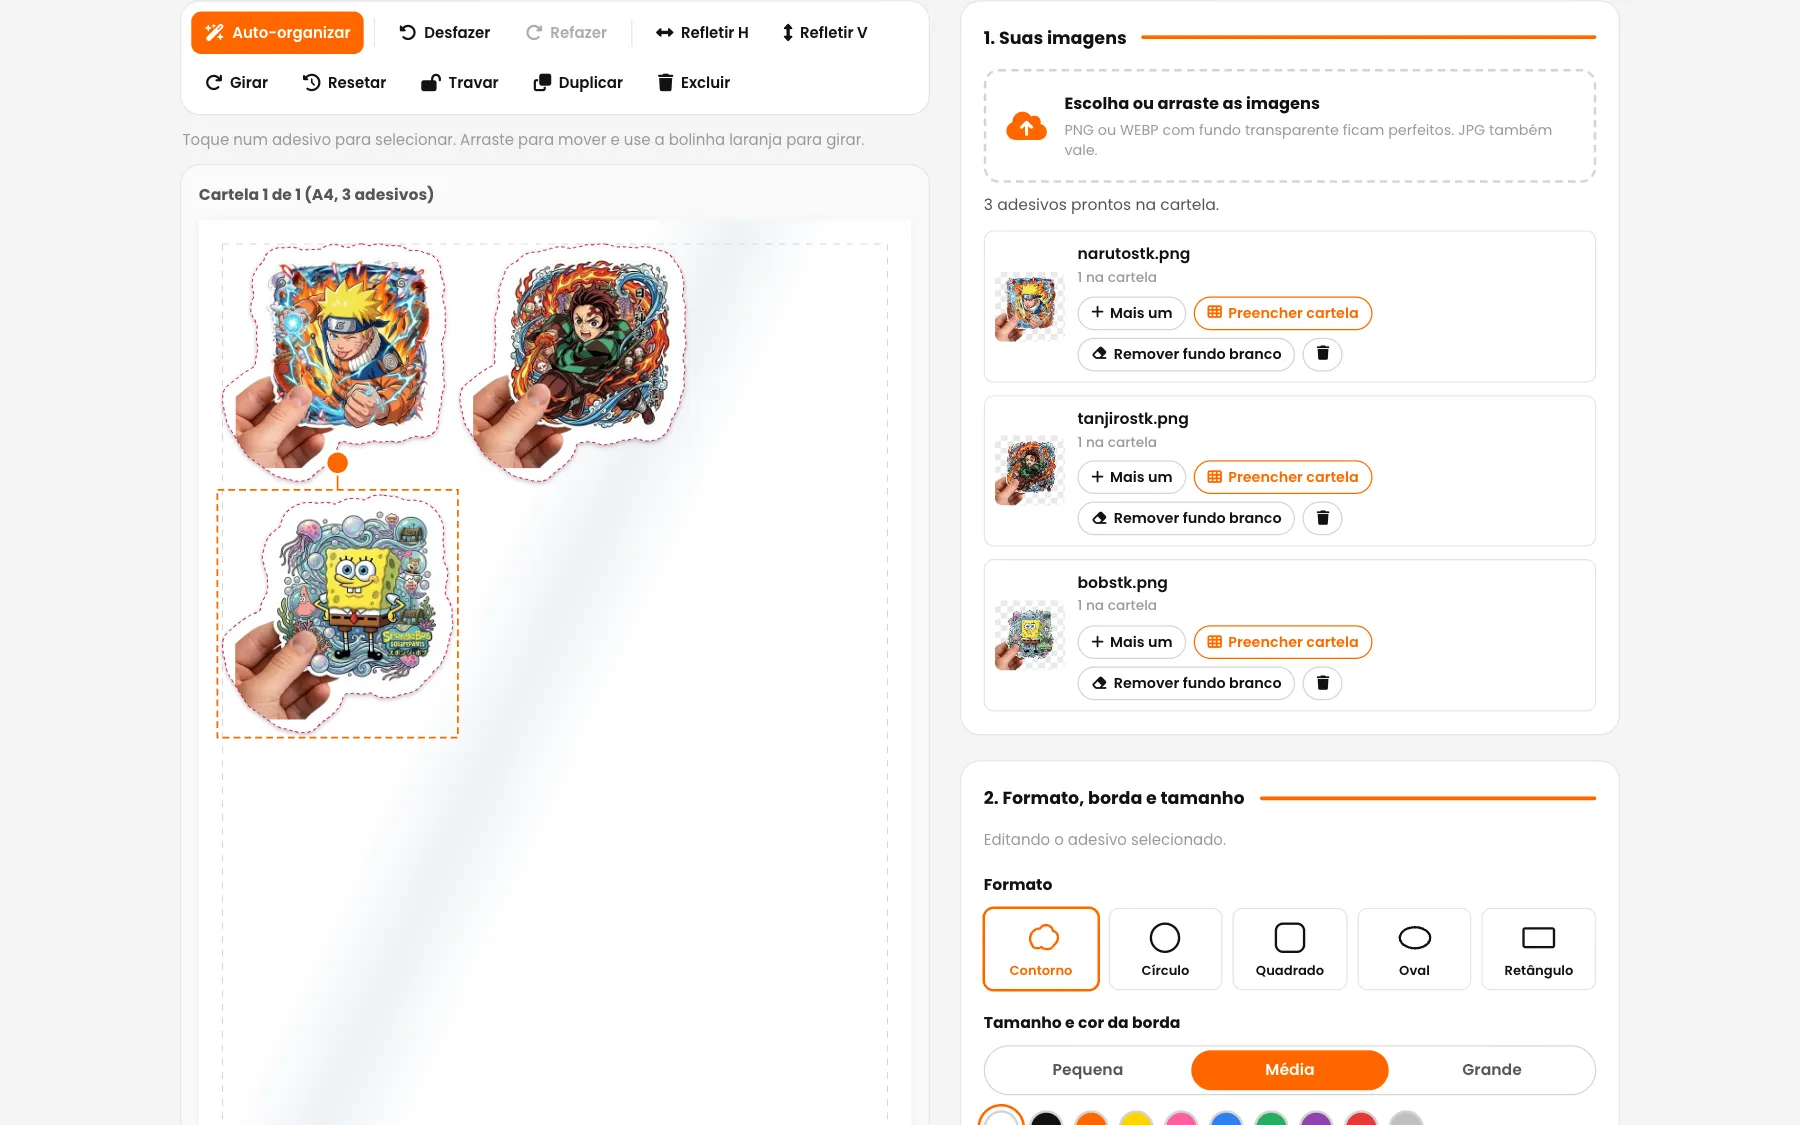 Auto-organizar
Desfazer
Refazer
Refletir H
Refletir V
Girar
Resetar
Travar
Duplicar
Excluir
Toque num adesivo para selecionar. Arraste para mover e use a bolinha laranja para girar.
Cartela 1 de 1 (A4, 3 adesivos)
SpongeBob
SQUAREPANTS
1. Suas imagens
Escolha ou arraste as imagens
PNG ou WEBP com fundo transparente ficam perfeitos. JPG também
vale.
3 adesivos prontos na cartela.
narutostk.png
1 na cartela
Mais um
Preencher cartela
Remover fundo branco
tanjirostk.png
1 na cartela
Mais um
Preencher cartela
Remover fundo branco
bobstk.png
1 na cartela
Mais um
Preencher cartela
Remover fundo branco
2. Formato, borda e tamanho
Editando o adesivo selecionado.
Formato
Contorno
Círculo
Quadrado
Oval
Retângulo
Tamanho e cor da borda
Pequena
Média
Grande